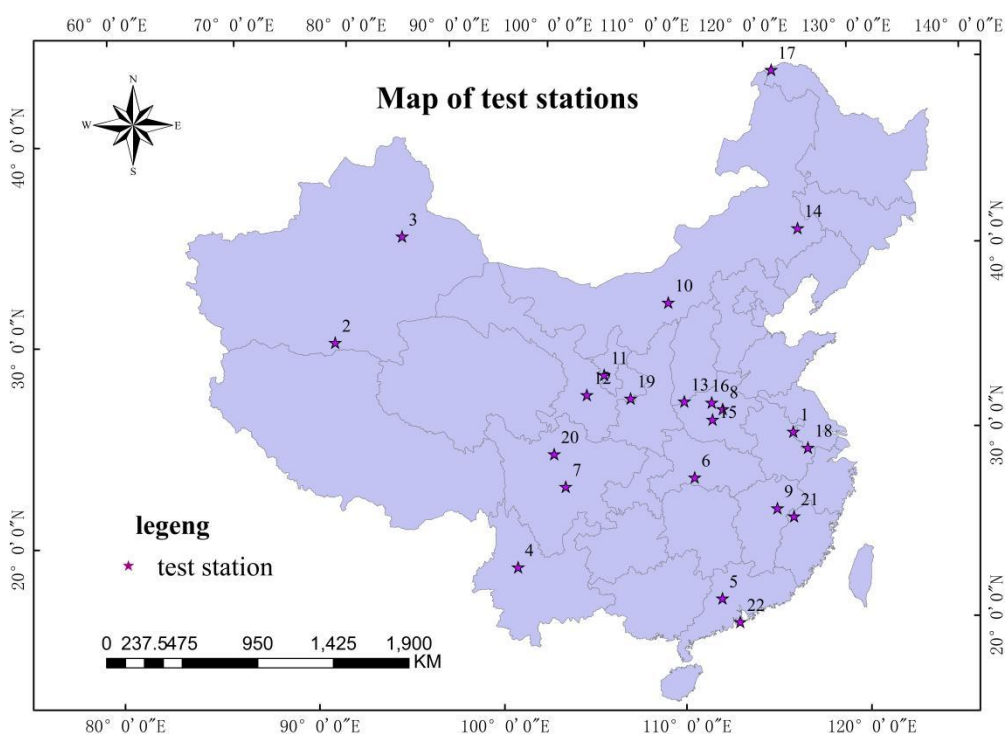 60° 0′0″E 70° 0′0″E 80° 0′0″E 90° 0′0″E 100 0′0″E 110 0′0″E 120 0′0″E 130 0′0″E 140 0′0″E 0′0″E
17
N
W E
S
Map of test stations
40° 0′0″N
40° 0′0″N
30° 0′0″N
30° 0′0″N
20° 0′0″N
20° 0′0″N
3
14
10
2
11
12
19
13
16
8
15
1
18
20
7
6
9
21
4
5
22
legeng
test station
0 237.5475 950 1,425 1,900
KM
80° 0′0″E 90° 0′0″E 100° 0′0″E 110° 0′0″E 120° 0′0″E